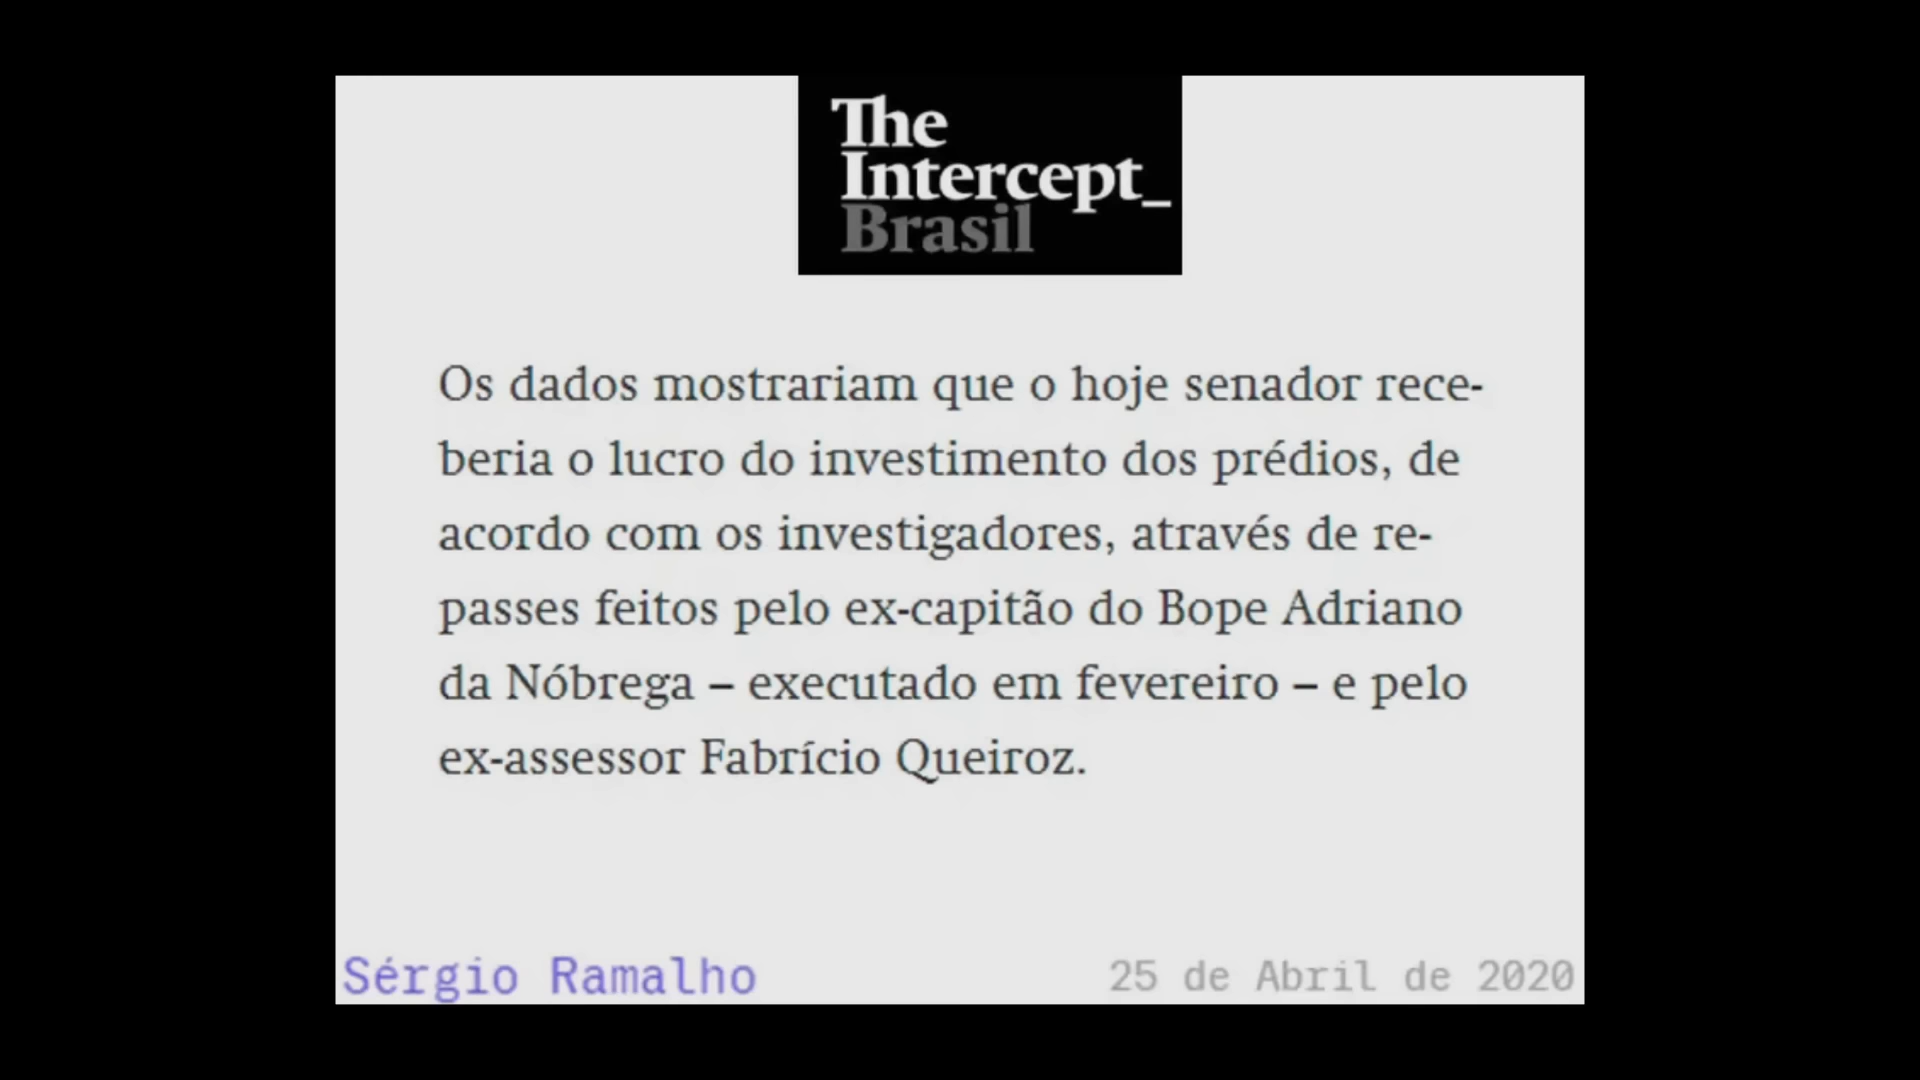 The
Intercept_
Brasil
Os dados mostrariam que o hoje senador rece-
beria o lucro do investimento dos prédios, de
acordo com os investigadores, através de re-
passes feitos pelo ex-capitão do Bope Adriano
da Nóbrega – executado em fevereiro – e pelo
ex-assessor Fabrício Queiroz.
Sérgio Ramalho
25 de Abril de 2020